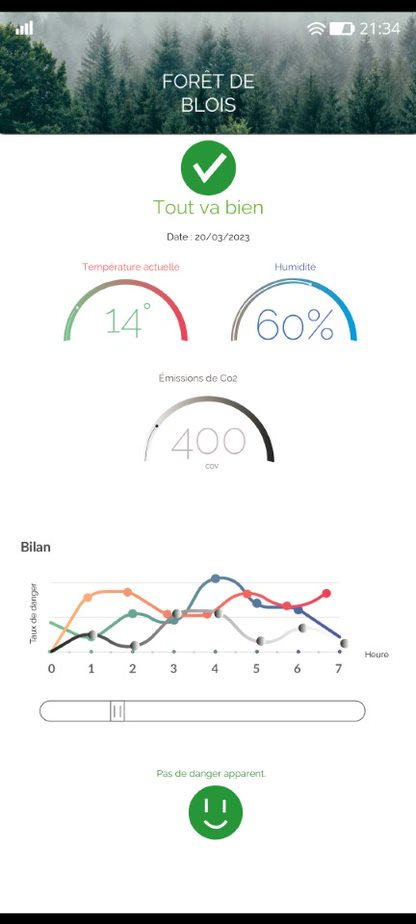 21:34
FORÊT DE
BLOIS
Tout va bien
Date : 20/03/2023
Température actuelle
Humidité
14°
60%
Émissions de Co2
400
COV
Bilan
Taux de danger
0 1 2 3 4 5 6 7
Heure
Pas de danger apparent.